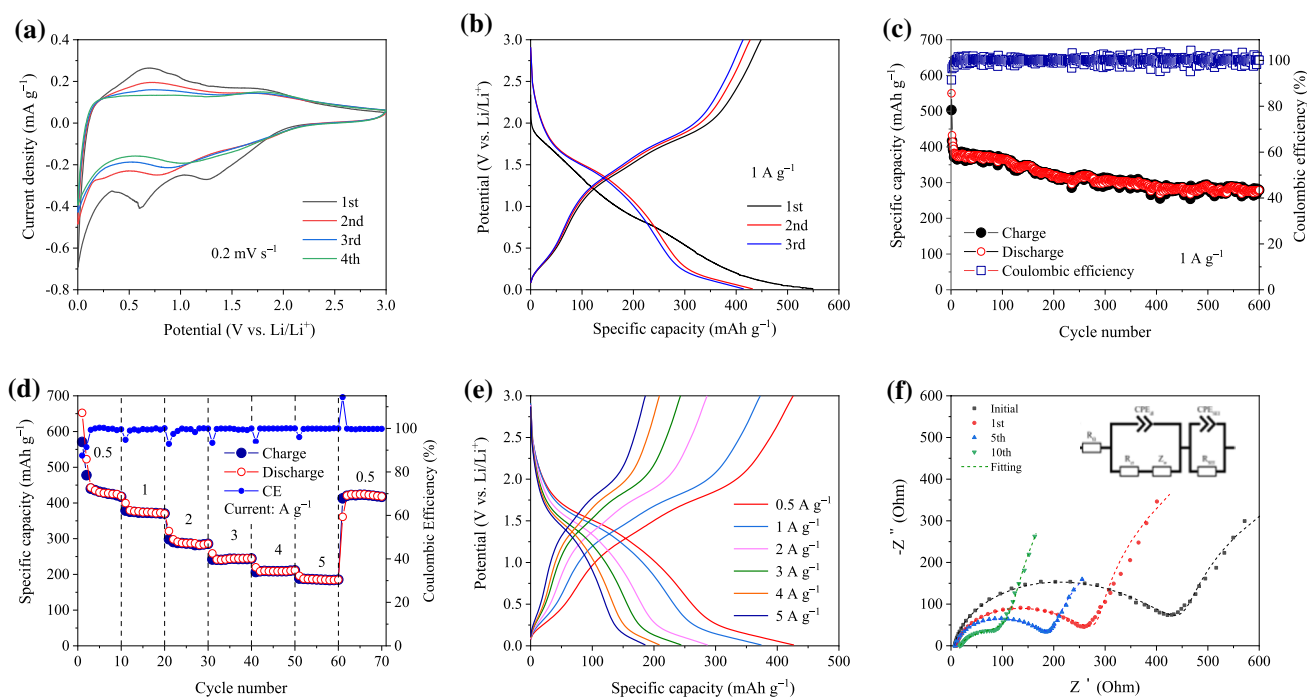 (a)
0.4
0.2
0.0
-0.2
-0.4
-0.6
-0.8
Current density (mA g⁻¹)
1st
2nd
3rd
4th
0.2 mV s⁻¹
0.0 0.5 1.0 1.5 2.0 2.5 3.0
Potential (V vs. Li/Li⁺)
(b)
3.0
2.5
2.0
1.5
1.0
0.5
0.0
Potential (V vs. Li/Li⁺)
1 A g⁻¹
1st
2nd
3rd
0 100 200 300 400 500 600
Specific capacity (mAh g⁻¹)
(c)
700
600
500
400
300
200
100
0
Specific capacity (mAh g⁻¹)
Charge
Discharge
Coulombic efficiency
1 A g⁻¹
100
80
60
40
20
0
Coulombic efficiency (%)
0 100 200 300 400 500 600
Cycle number
(d)
700
600
500
400
300
200
100
0
Specific capacity (mAh g⁻¹)
0.5
1
2
3
4
5
0.5
Charge
Discharge
CE
Current: A g⁻¹
100
90
80
70
60
50
40
30
20
10
0
Coulombic Efficiency (%)
0 10 20 30 40 50 60 70
Cycle number
(e)
3.0
2.5
2.0
1.5
1.0
0.5
0.0
Potential (V vs. Li/Li⁺)
0.5 A g⁻¹
1 A g⁻¹
2 A g⁻¹
3 A g⁻¹
4 A g⁻¹
5 A g⁻¹
0 100 200 300 400 500
Specific capacity (mAh g⁻¹)
(f)
600
500
400
300
200
100
0
-Z '' (Ohm)
Initial
1st
5th
10th
Fitting
0 100 200 300 400 500 600
Z ' (Ohm)